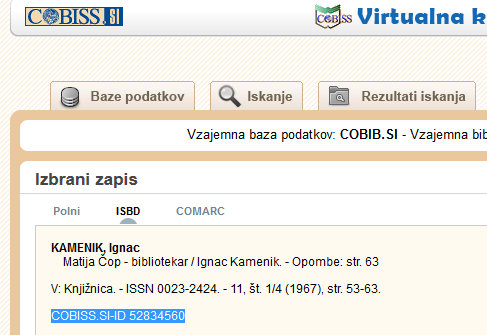 COBISS.SI
COBISS Virtualna k
Baze podatkov Iskanje Rezultati iskanja
Vzajemna baza podatkov: COBIB.SI - Vzajemna bib
Izbrani zapis
Polni ISBD COMARC
KAMENIK, Ignac
Matija Čop - bibliotekar / Ignac Kamenik. - Opombe: str. 63
V: Knjižnica. - ISSN 0023-2424. - 11, št. 1/4 (1967), str. 53-63.
COBISS.SI-ID 52834560